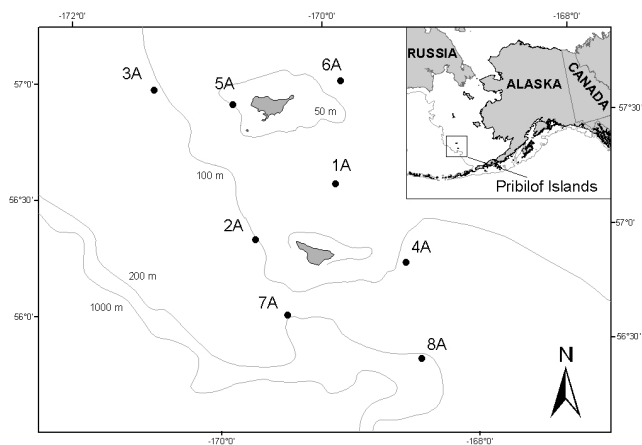 -172°0' -170°0' -168°0'
RUSSIA
ALASKA
CANADA
Pribilof Islands
6A
3A
5A
57°0'
50 m
57°30'
1A
100 m
56°30'
2A
4A
57°0'
200 m
1000 m
7A
56°0'
8A
56°30'
N
-170°0' -168°0'